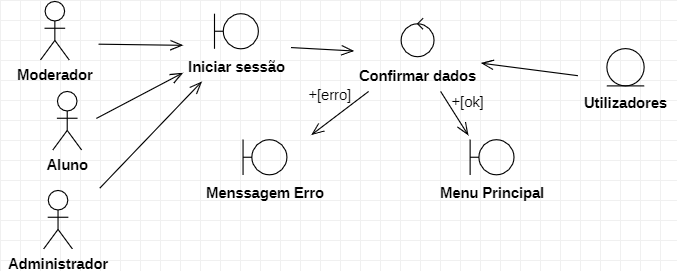 Moderador
Iniciar sessão
Confirmar dados
Utilizadores
+[erro]
+[ok]
Aluno
Menssagem Erro
Menu Principal
Administrador